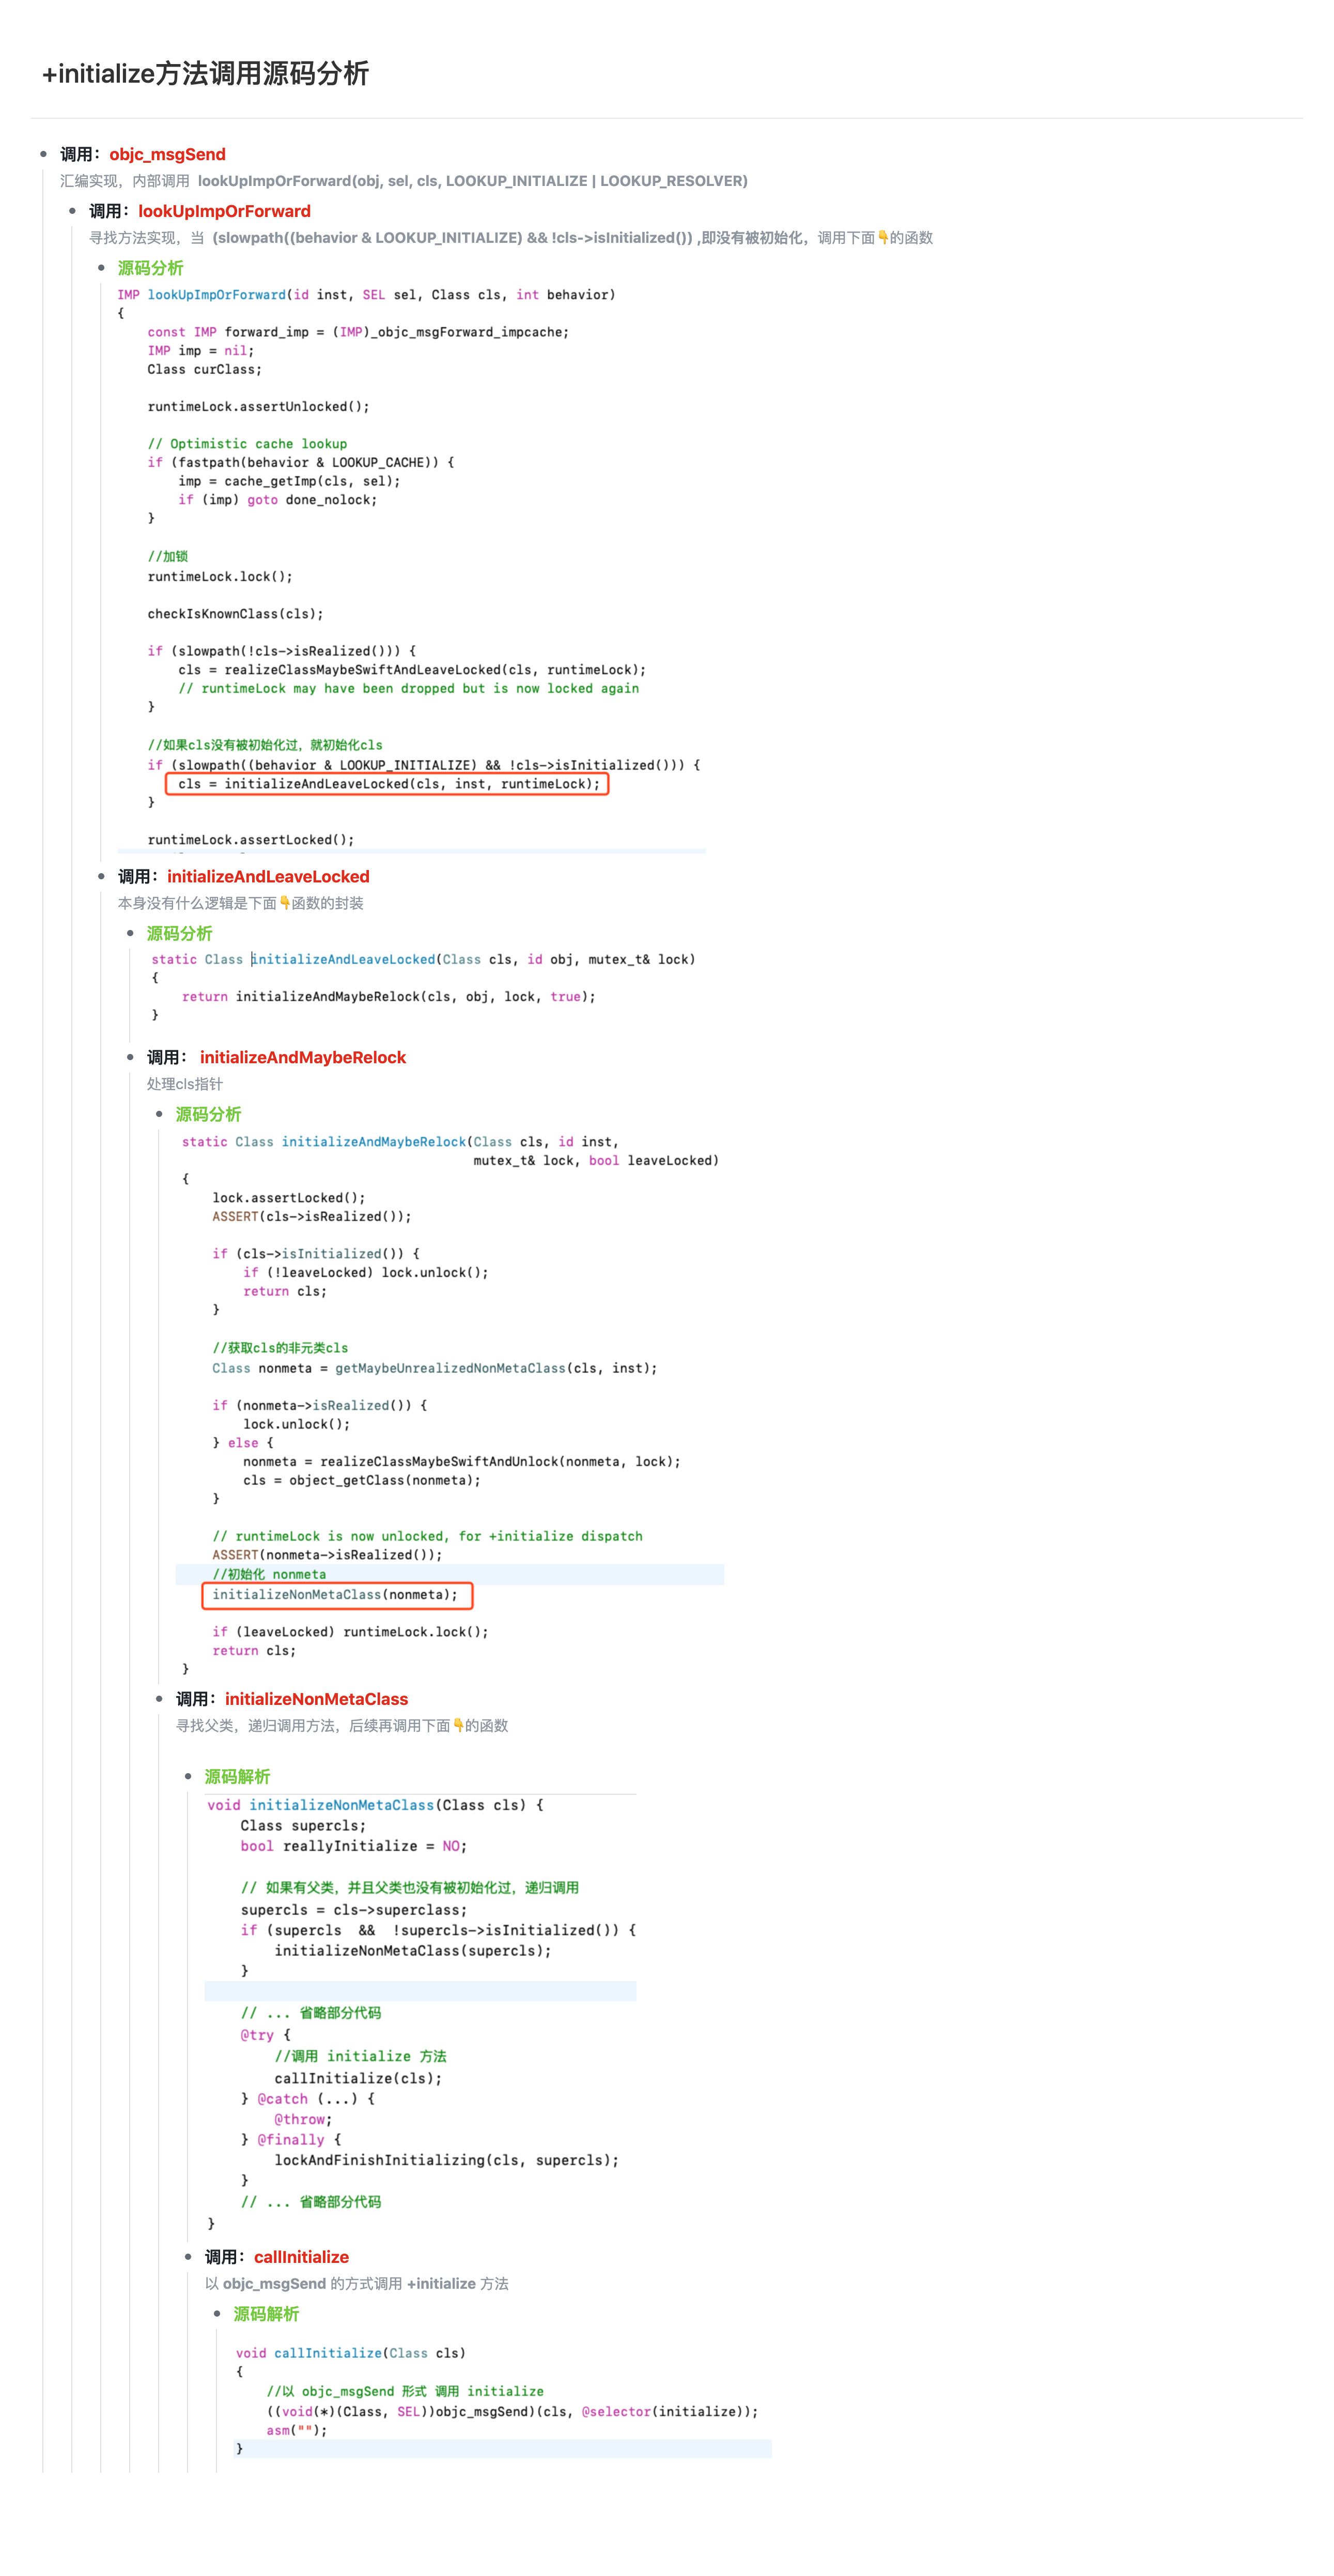 +initialize方法调用源码分析
调用：objc_msgSend
汇编实现，内部调用 lookUpImpOrForward(obj, sel, cls, LOOKUP_INITIALIZE | LOOKUP_RESOLVER)
调用：lookUpImpOrForward
寻找方法实现，当 (slowpath((behavior & LOOKUP_INITIALIZE) && !cls->isInitialized()) ,即没有被初始化，调用下面👇的函数
源码分析
IMP lookUpImpOrForward(id inst, SEL sel, Class cls, int behavior)
{
    const IMP forward_imp = (IMP)_objc_msgForward_impcache;
    IMP imp = nil;
    Class curClass;
    runtimeLock.assertUnlocked();
    // Optimistic cache lookup
    if (fastpath(behavior & LOOKUP_CACHE)) {
        imp = cache_getImp(cls, sel);
        if (imp) goto done_nolock;
    }
    //加锁
    runtimeLock.lock();
    checkIsKnownClass(cls);
    if (slowpath(!cls->isRealized())) {
        cls = realizeClassMaybeSwiftAndLeaveLocked(cls, runtimeLock);
        // runtimeLock may have been dropped but is now locked again
    }
    //如果cls没有被初始化过，就初始化cls
    if (slowpath((behavior & LOOKUP_INITIALIZE) && !cls->isInitialized())) {
        cls = initializeAndLeaveLocked(cls, inst, runtimeLock);
    }
    runtimeLock.assertLocked();
调用：initializeAndLeaveLocked
本身没有什么逻辑是下面👇函数的封装
源码分析
static Class initializeAndLeaveLocked(Class cls, id obj, mutex_t& lock)
{
    return initializeAndMaybeRelock(cls, obj, lock, true);
}
调用： initializeAndMaybeRelock
处理cls指针
源码分析
static Class initializeAndMaybeRelock(Class cls, id inst,
                                      mutex_t& lock, bool leaveLocked)
{
    lock.assertLocked();
    ASSERT(cls->isRealized());
    if (cls->isInitialized()) {
        if (!leaveLocked) lock.unlock();
        return cls;
    }
    //获取cls的非元类cls
    Class nonmeta = getMaybeUnrealizedNonMetaClass(cls, inst);
    if (nonmeta->isRealized()) {
        lock.unlock();
    } else {
        nonmeta = realizeClassMaybeSwiftAndUnlock(nonmeta, lock);
        cls = object_getClass(nonmeta);
    }
    // runtimeLock is now unlocked, for +initialize dispatch
    ASSERT(nonmeta->isRealized());
    //初始化 nonmeta
    initializeNonMetaClass(nonmeta);
    if (leaveLocked) runtimeLock.lock();
    return cls;
}
调用：initializeNonMetaClass
寻找父类，递归调用方法，后续再调用下面👇的函数
源码解析
void initializeNonMetaClass(Class cls) {
    Class supercls;
    bool reallyInitialize = NO;
    // 如果有父类，并且父类也没有被初始化过，递归调用
    supercls = cls->superclass;
    if (supercls  &&  !supercls->isInitialized()) {
        initializeNonMetaClass(supercls);
    }
    // ... 省略部分代码
    @try {
        //调用 initialize 方法
        callInitialize(cls);
    } @catch (...) {
        @throw;
    } @finally {
        lockAndFinishInitializing(cls, supercls);
    }
    // ... 省略部分代码
}
调用：callInitialize
以 objc_msgSend 的方式调用 +initialize 方法
源码解析
void callInitialize(Class cls)
{
    //以 objc_msgSend 形式 调用 initialize
    ((void(*)(Class, SEL))objc_msgSend)(cls, @selector(initialize));
    asm("");
}